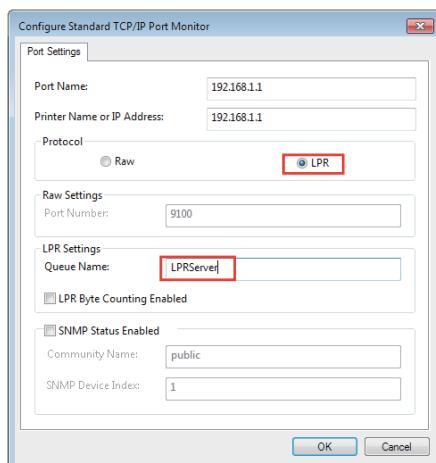 Configure Standard TCP/IP Port Monitor
Port Settings
Port Name: 192.168.1.1
Printer Name or IP Address: 192.168.1.1
Protocol
Raw LPR
Raw Settings
Port Number: 9100
LPR Settings
Queue Name: LPRServer
LPR Byte Counting Enabled
SNMP Status Enabled
Community Name: public
SNMP Device Index: 1
OK Cancel